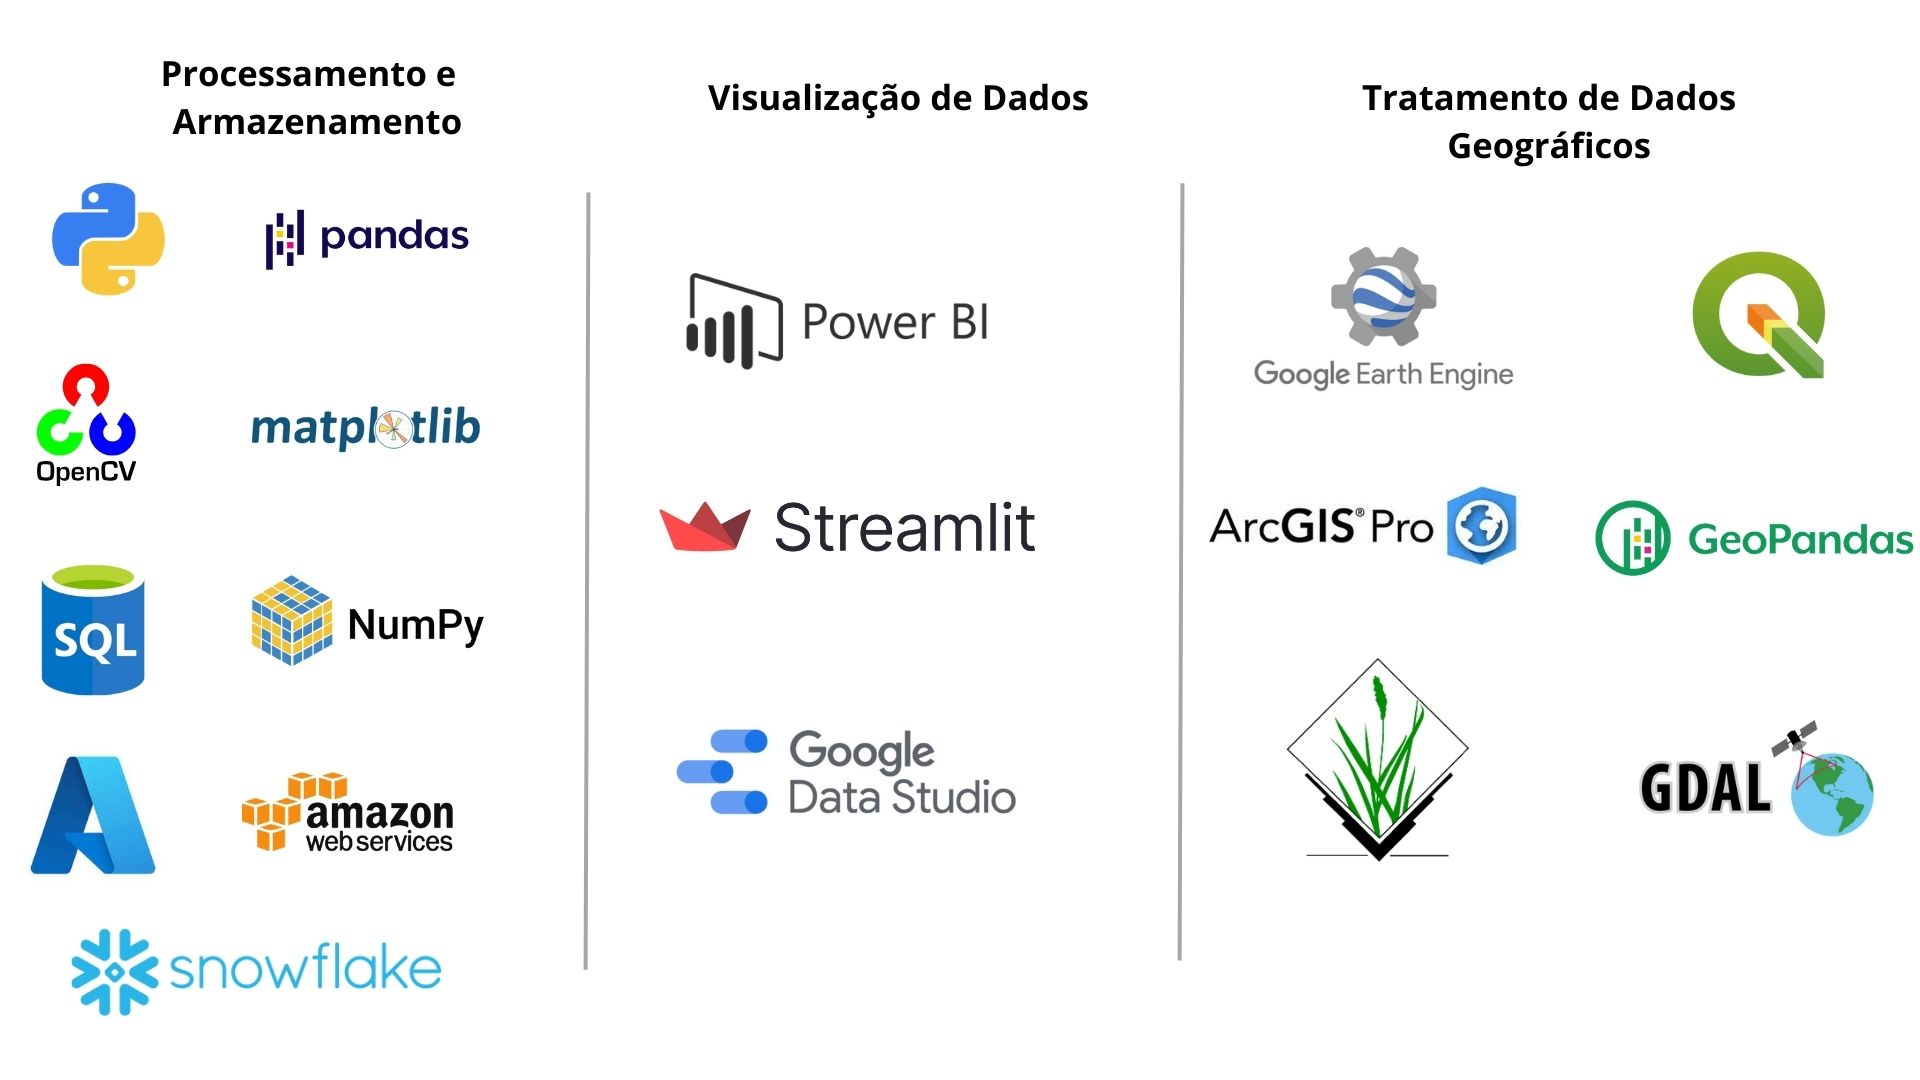 Processamento e
Armazenamento
pandas
OpenCV
matplotlib
SQL
NumPy
amazon
web services
snowflake
Visualização de Dados
Power BI
Streamlit
Google
Data Studio
Tratamento de Dados
Geográficos
Google Earth Engine
ArcGIS® Pro
GeoPandas
GDAL